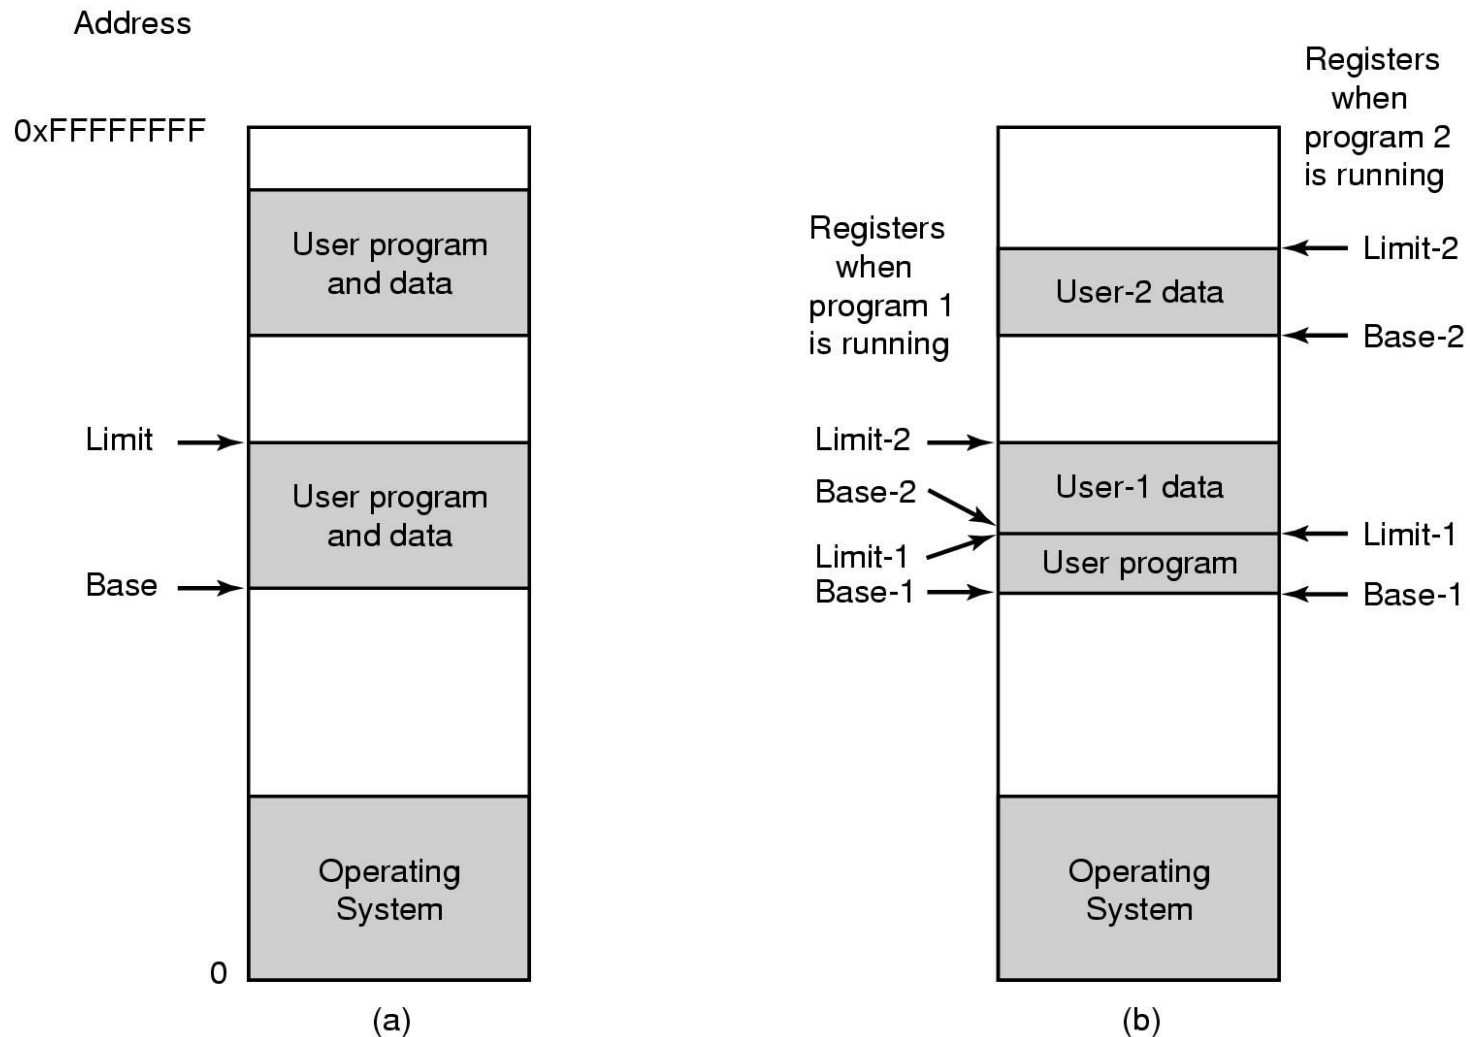 Address
0xFFFFFFFF
User program
and data
Limit
User program
and data
Base
Operating
System
0
(a)
Registers
when
program 2
is running
Registers
when
program 1
is running
Limit-2
User-2 data
Base-2
Limit-2
User-1 data
Base-2
Limit-1
Limit-1
User program
Base-1
Base-1
Operating
System
(b)